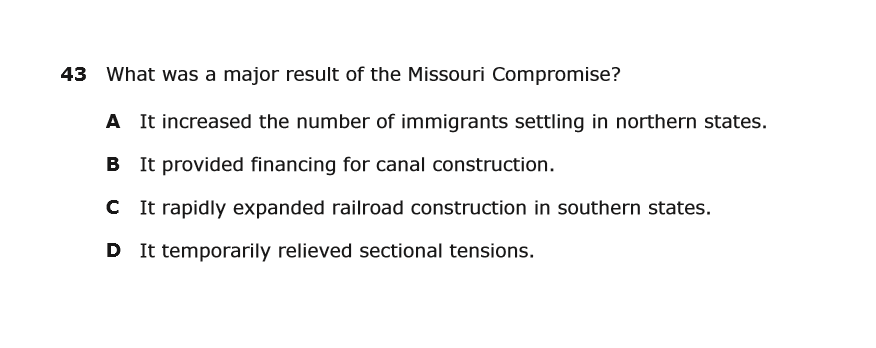 43 What was a major result of the Missouri Compromise?
A It increased the number of immigrants settling in northern states.
B It provided financing for canal construction.
C It rapidly expanded railroad construction in southern states.
D It temporarily relieved sectional tensions.